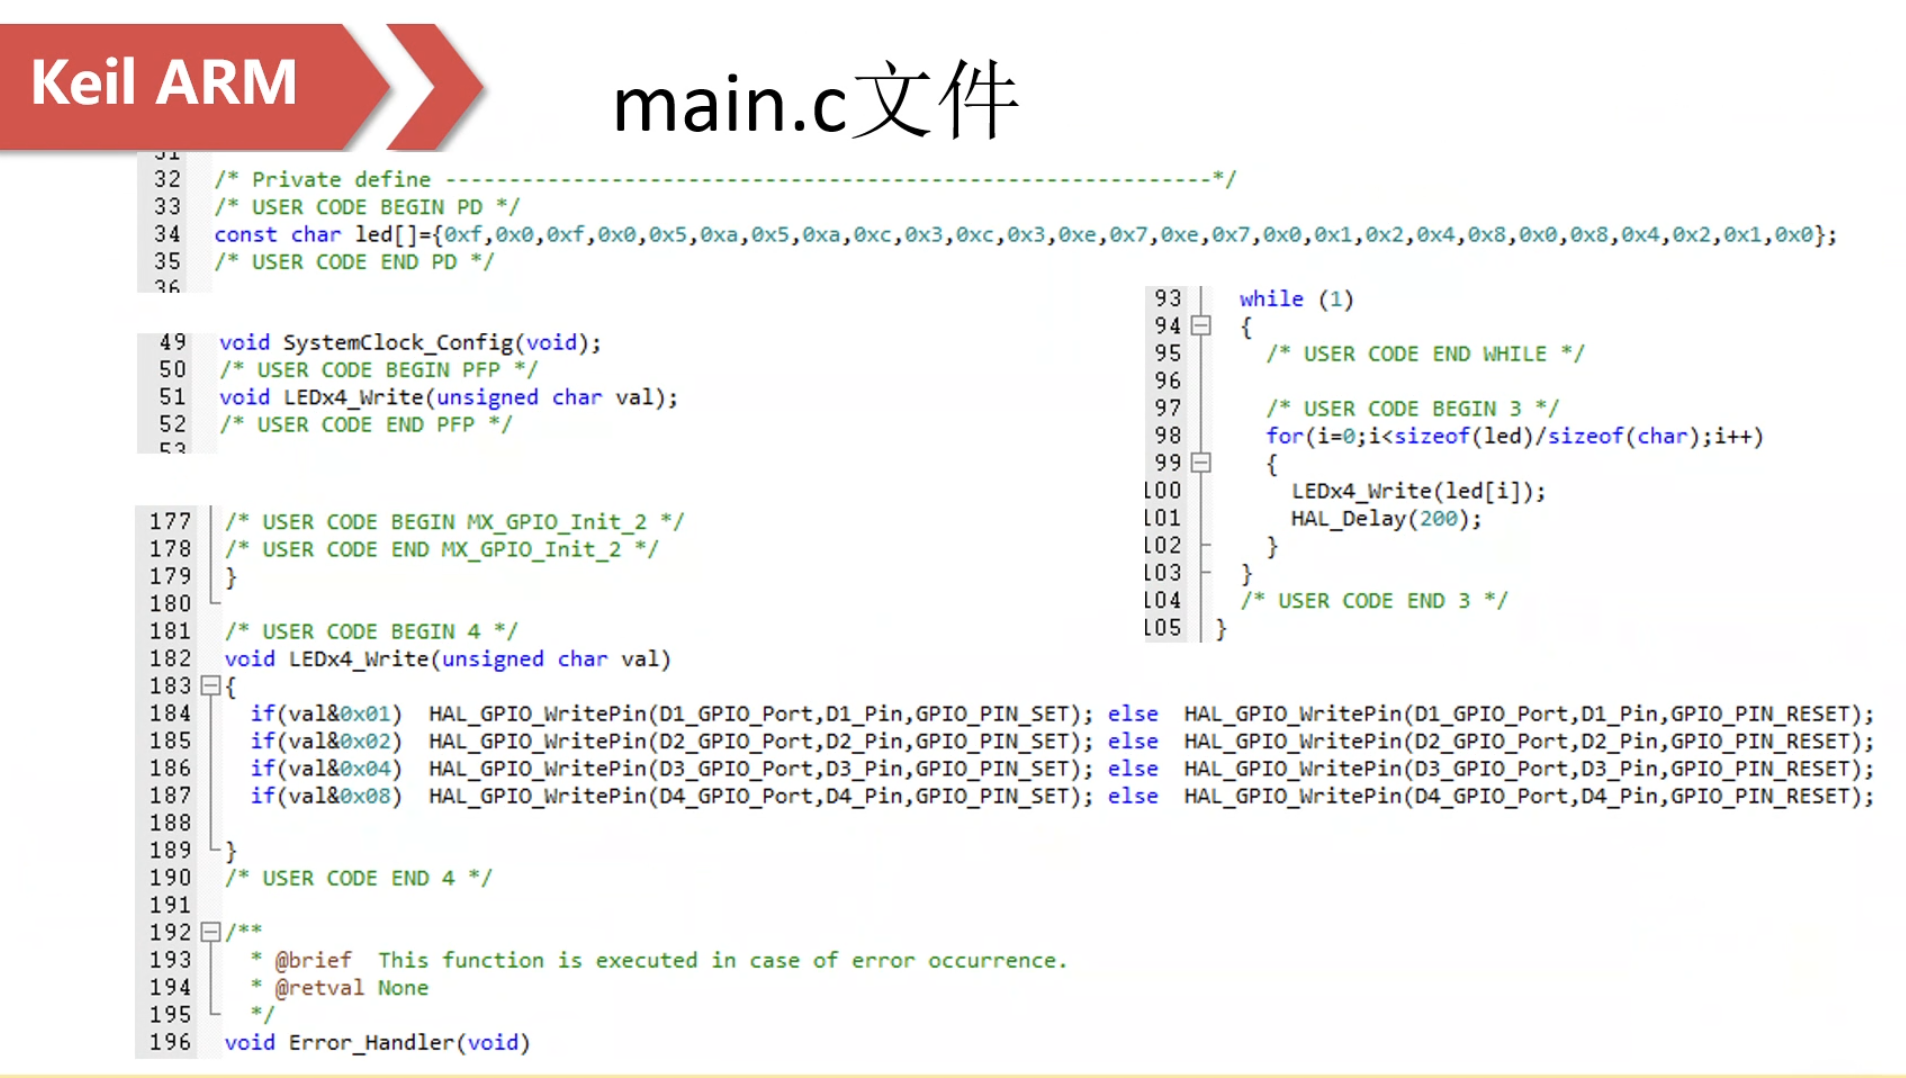 Keil ARM
main.c文件
31
32 /* Private define ------------------------------------------------------------*/
33 /* USER CODE BEGIN PD */
34 const char led[]={0xf,0x0,0xf,0x0,0x5,0xa,0x5,0xa,0xc,0x3,0xc,0x3,0xe,0x7,0xe,0x7,0x0,0x1,0x2,0x4,0x8,0x0,0x8,0x4,0x2,0x1,0x0};
35 /* USER CODE END PD */
36
49 void SystemClock_Config(void);
50 /* USER CODE BEGIN PFP */
51 void LEDx4_Write(unsigned char val);
52 /* USER CODE END PFP */
53
93 while (1)
94 {
95 /* USER CODE END WHILE */
96
97 /* USER CODE BEGIN 3 */
98 for(i=0;i<sizeof(led)/sizeof(char);i++)
99 {
100 LEDx4_Write(led[i]);
101 HAL_Delay(200);
102 }
103 }
104 /* USER CODE END 3 */
105 }
177 /* USER CODE BEGIN MX_GPIO_Init_2 */
178 /* USER CODE END MX_GPIO_Init_2 */
179 }
180
181 /* USER CODE BEGIN 4 */
182 void LEDx4_Write(unsigned char val)
183 {
184 if(val&0x01) HAL_GPIO_WritePin(D1_GPIO_Port,D1_Pin,GPIO_PIN_SET); else HAL_GPIO_WritePin(D1_GPIO_Port,D1_Pin,GPIO_PIN_RESET);
185 if(val&0x02) HAL_GPIO_WritePin(D2_GPIO_Port,D2_Pin,GPIO_PIN_SET); else HAL_GPIO_WritePin(D2_GPIO_Port,D2_Pin,GPIO_PIN_RESET);
186 if(val&0x04) HAL_GPIO_WritePin(D3_GPIO_Port,D3_Pin,GPIO_PIN_SET); else HAL_GPIO_WritePin(D3_GPIO_Port,D3_Pin,GPIO_PIN_RESET);
187 if(val&0x08) HAL_GPIO_WritePin(D4_GPIO_Port,D4_Pin,GPIO_PIN_SET); else HAL_GPIO_WritePin(D4_GPIO_Port,D4_Pin,GPIO_PIN_RESET);
188
189 }
190 /* USER CODE END 4 */
191
192 /**
193 * @brief This function is executed in case of error occurrence.
194 * @retval None
195 */
196 void Error_Handler(void)